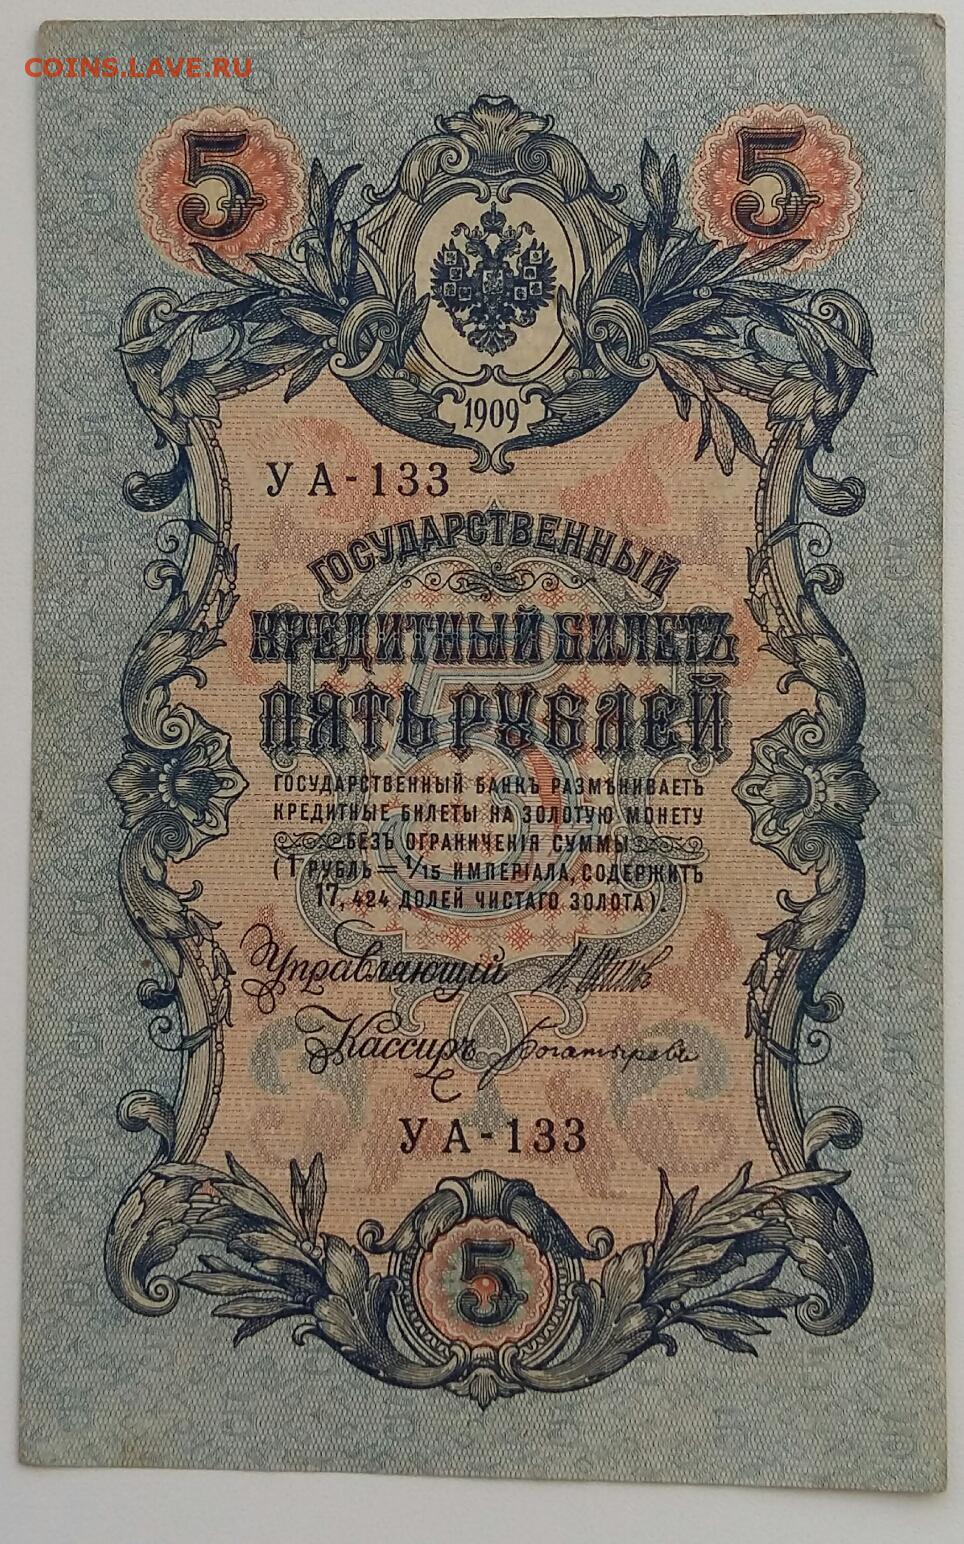 COINS.LAVE.RU
5 5
1909
УА-133
ГОСУДАРСТВЕННЫЙ
КРЕДИТНЫЙ БИЛЕТЪ
ПЯТЬ РУБЛЕЙ
ГОСУДАРСТВЕННЫЙ БАНКЪ РАЗМѢНИВАЕТЪ
КРЕДИТНЫЕ БИЛЕТЫ НА ЗОЛОТУЮ МОНЕТУ
БЕЗЪ ОГРАНИЧЕНІЯ СУММЫ
(1 РУБЛЬ = 1/15 ИМПЕРІАЛА, СОДЕРЖИТЪ
17,424 ДОЛЕЙ ЧИСТАГО ЗОЛОТА).
Управляющій И Шипов
Кассиръ Богатыревъ
УА-133
5